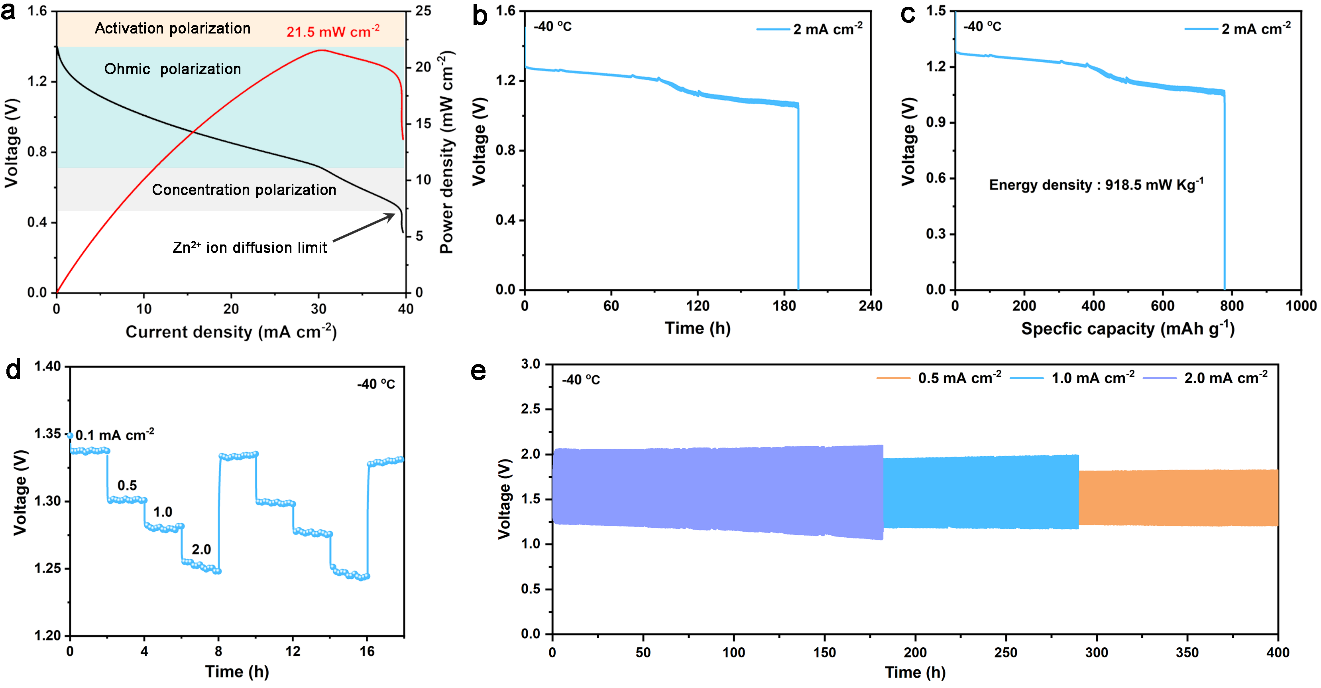 a
Activation polarization
21.5 mW cm-2
Ohmic polarization
Concentration polarization
Zn2+ ion diffusion limit
Voltage (V)
1.6
1.2
0.8
0.4
0.0
Power density (mW cm-2)
25
20
15
10
5
0
0 10 20 30 40
Current density (mA cm-2)
b
-40 °C
2 mA cm-2
Voltage (V)
1.6
1.2
0.8
0.4
0.0
0 60 120 180 240
Time (h)
c
-40 °C
2 mA cm-2
Energy density : 918.5 mW Kg-1
Voltage (V)
1.5
1.2
0.9
0.6
0.3
0.0
0 200 400 600 800 1000
Specfic capacity (mAh g-1)
d
-40 °C
0.1 mA cm-2
0.5
1.0
2.0
Voltage (V)
1.40
1.35
1.30
1.25
1.20
0 4 8 12 16
Time (h)
e
-40 °C
0.5 mA cm-2 1.0 mA cm-2 2.0 mA cm-2
Voltage (V)
3.0
2.5
2.0
1.5
1.0
0.5
0.0
0 50 100 150 200 250 300 350 400
Time (h)